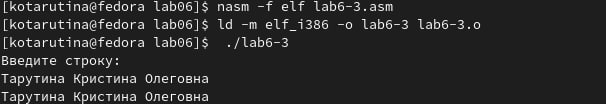 [kotarutina@fedora lab06]$ nasm -f elf lab6-3.asm
[kotarutina@fedora lab06]$ ld -m elf_i386 -o lab6-3 lab6-3.o
[kotarutina@fedora lab06]$  ./lab6-3
Введите строку:
Тарутина Кристина Олеговна
Тарутина Кристина Олеговна